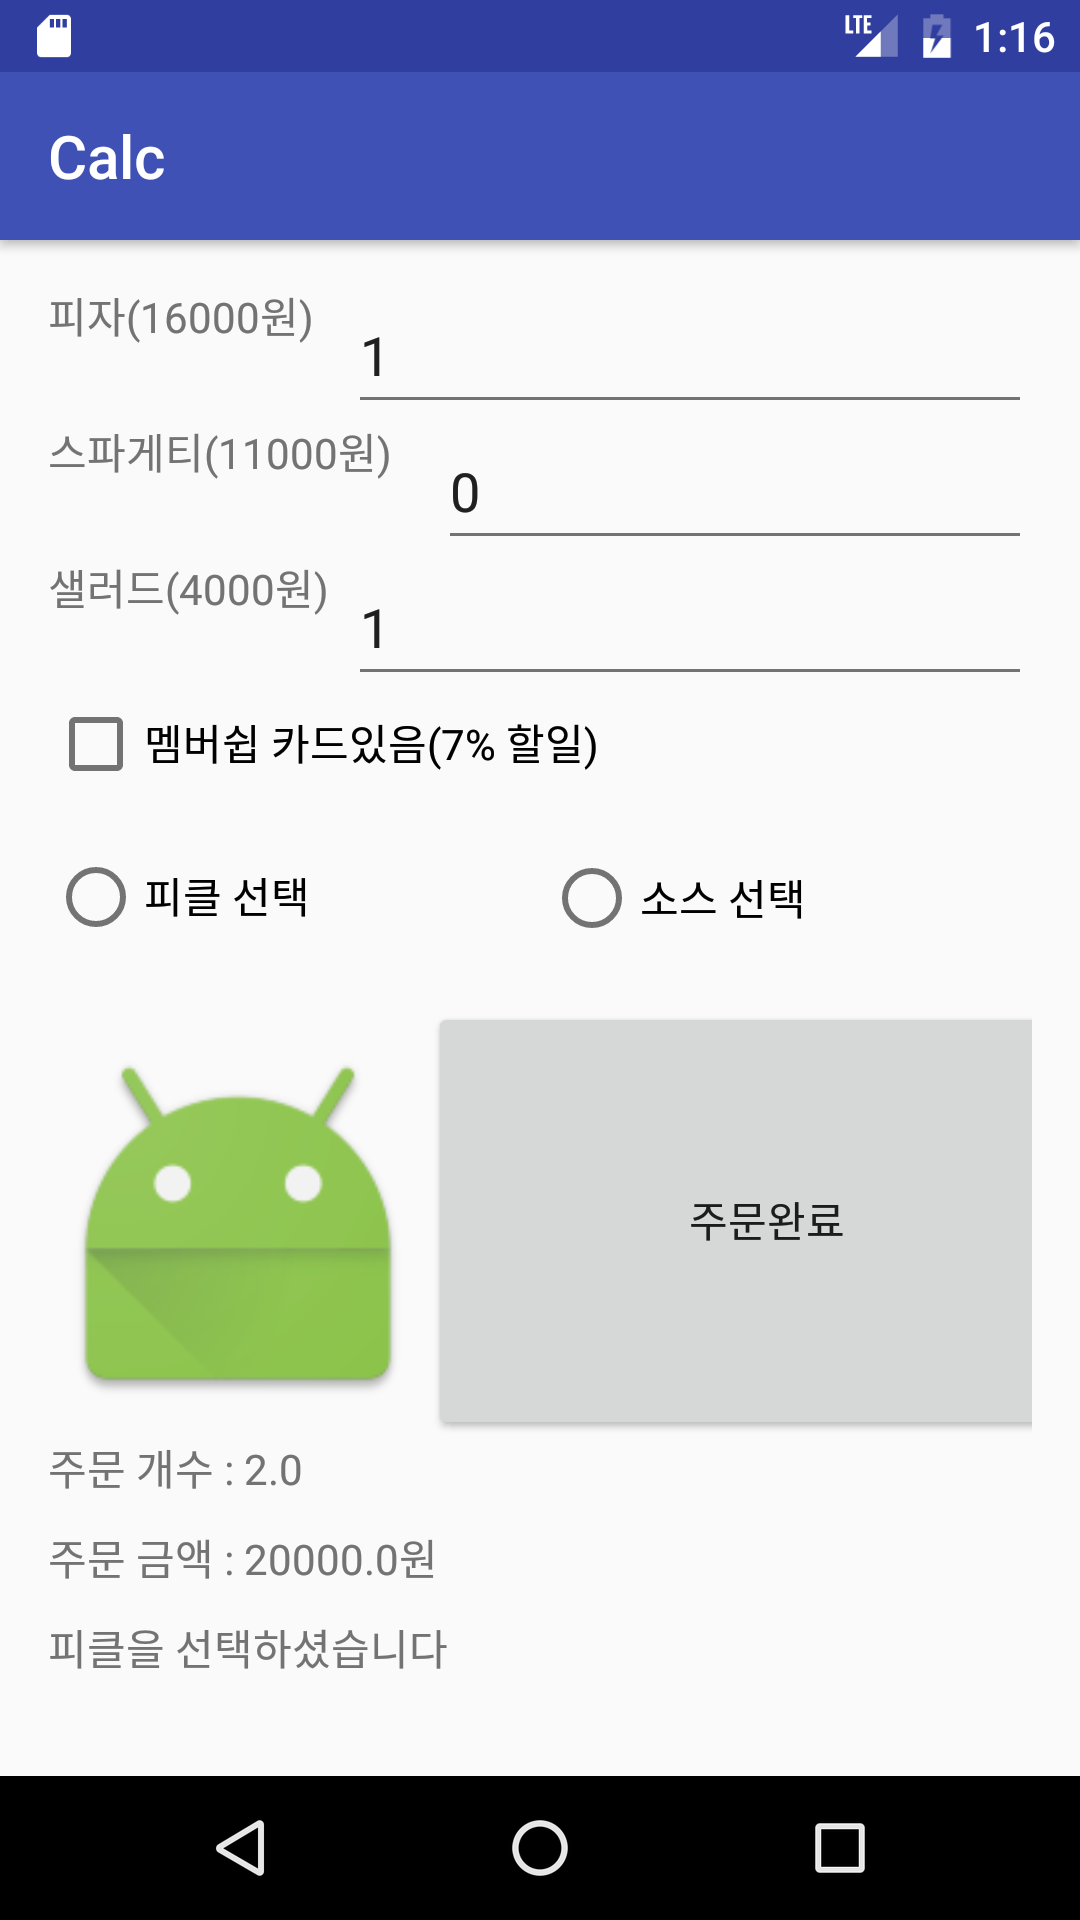 LTE 1:16
Calc
피자(16000원)
1
스파게티(11000원)
0
샐러드(4000원)
1
멤버쉽 카드있음(7% 할일)
피클 선택 소스 선택
주문완료
주문 개수 : 2.0
주문 금액 : 20000.0원
피클을 선택하셨습니다